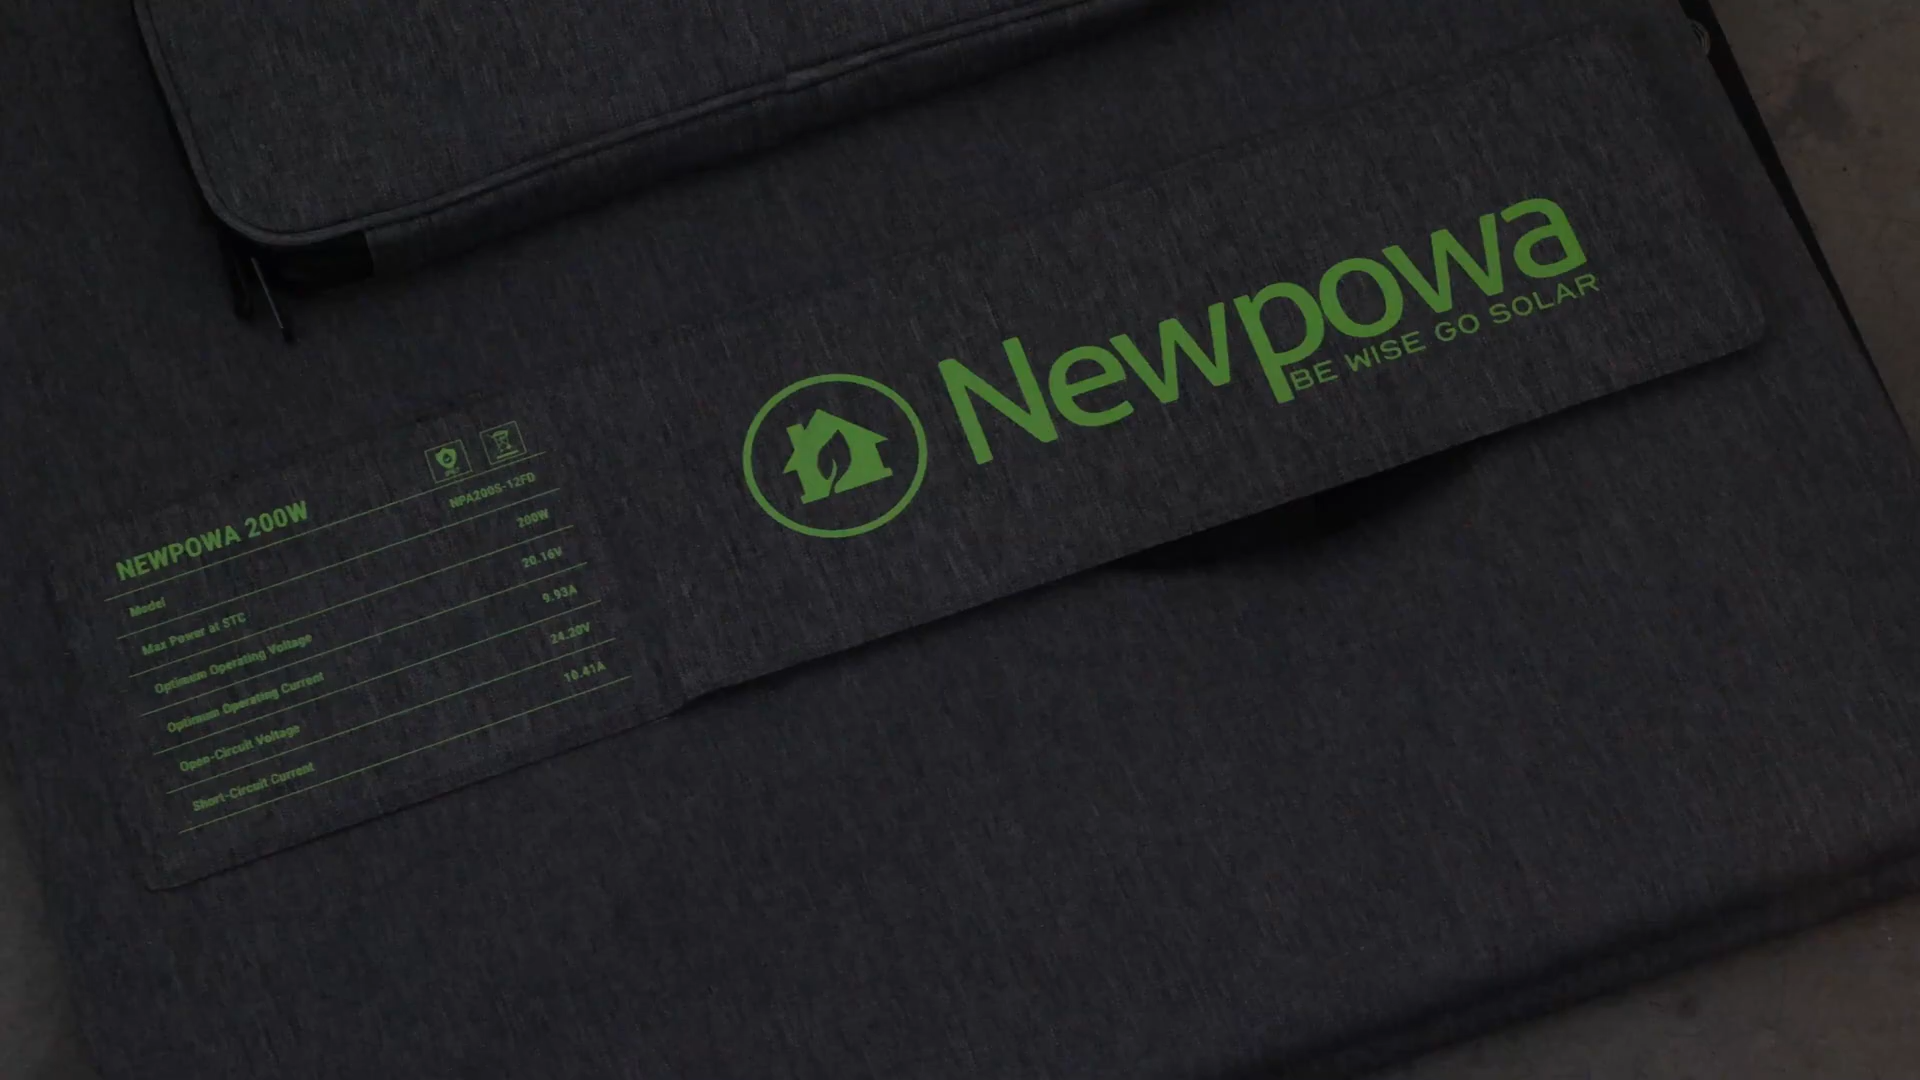 Newpowa
BE WISE GO SOLAR
NEWPOWA 200W
Model NPA200S-12FD
Max Power at STC 200W
Optimum Operating Voltage 20.16V
Optimum Operating Current 9.93A
Open-Circuit Voltage 24.20V
Short-Circuit Current 10.41A